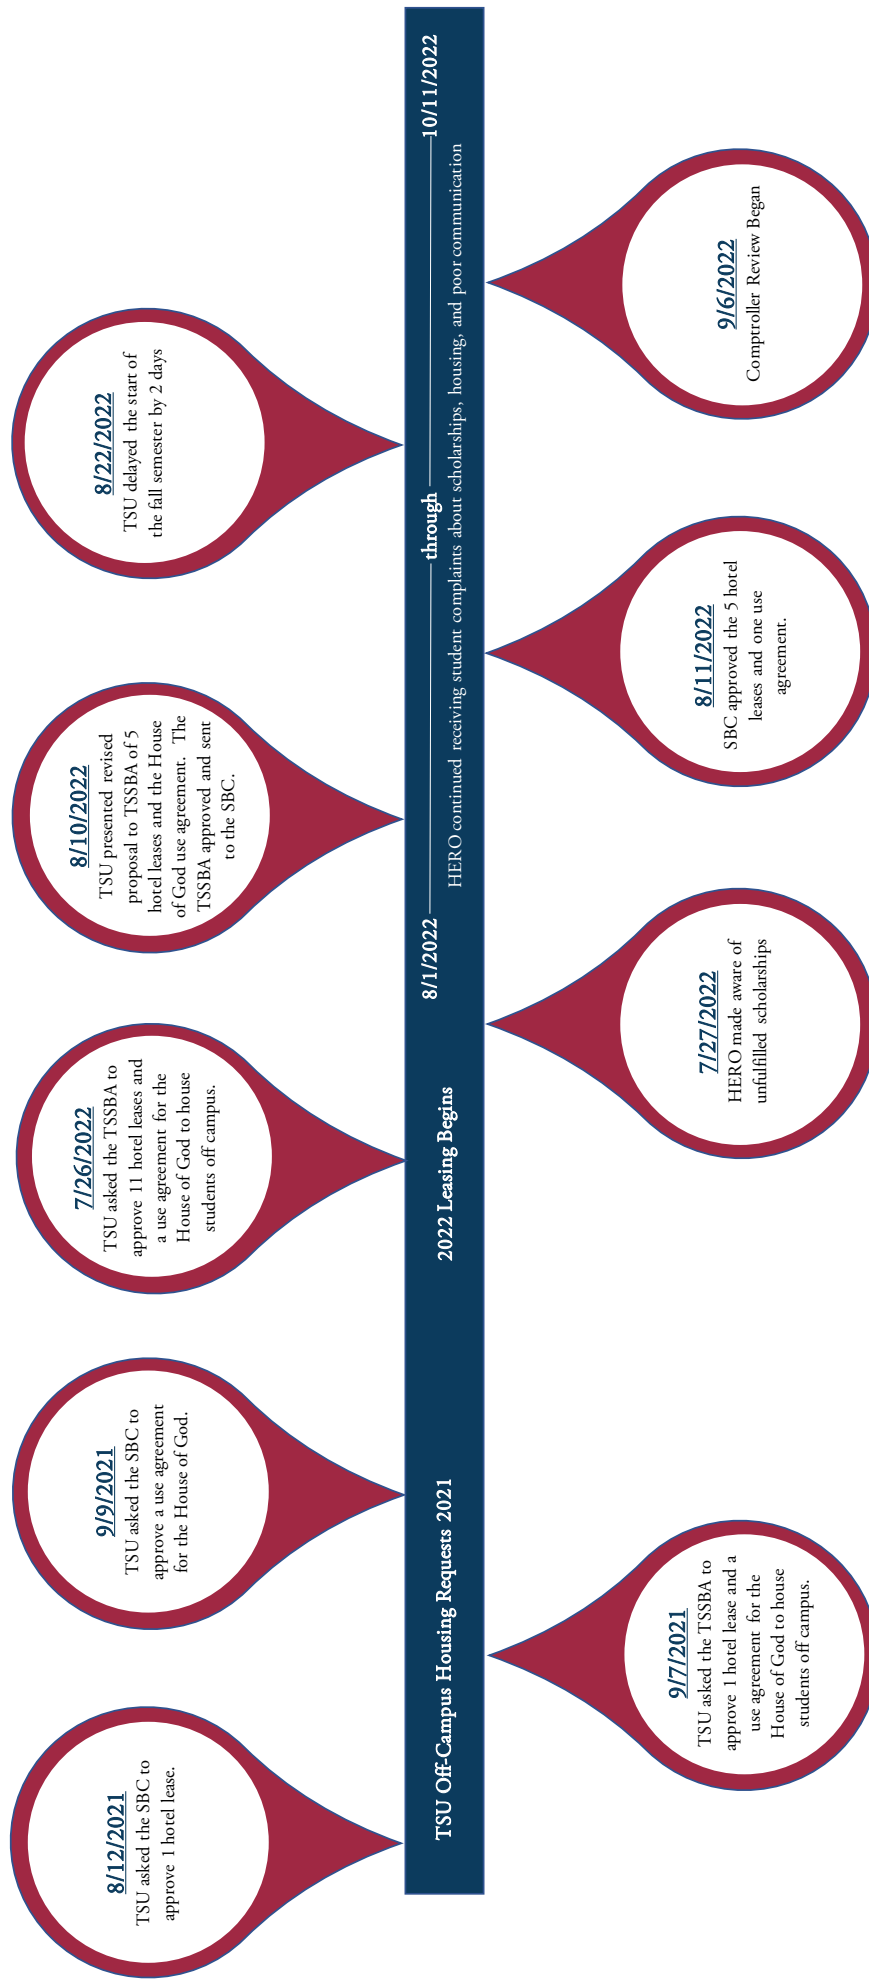 8/12/2021
TSU asked the SBC to
approve 1 hotel lease.
9/9/2021
TSU asked the SBC to
approve a use agreement
for the House of God.
7/26/2022
TSU asked the TSSBA to
approve 11 hotel leases and
a use agreement for the
House of God to house
students off campus.
8/10/2022
TSU presented revised
proposal to TSSBA of 5
hotel leases and the House
of God use agreement. The
TSSBA approved and sent
to the SBC.
8/22/2022
TSU delayed the start of
the fall semester by 2 days
TSU Off-Campus Housing Requests 2021
2022 Leasing Begins
8/1/2022 through 10/11/2022
HERO continued receiving student complaints about scholarships, housing, and poor communication
9/7/2021
TSU asked the TSSBA to
approve 1 hotel lease and a
use agreement for the
House of God to house
students off campus.
7/27/2022
HERO made aware of
unfulfilled scholarships
8/11/2022
SBC approved the 5 hotel
leases and one use
agreement.
9/6/2022
Comptroller Review Began